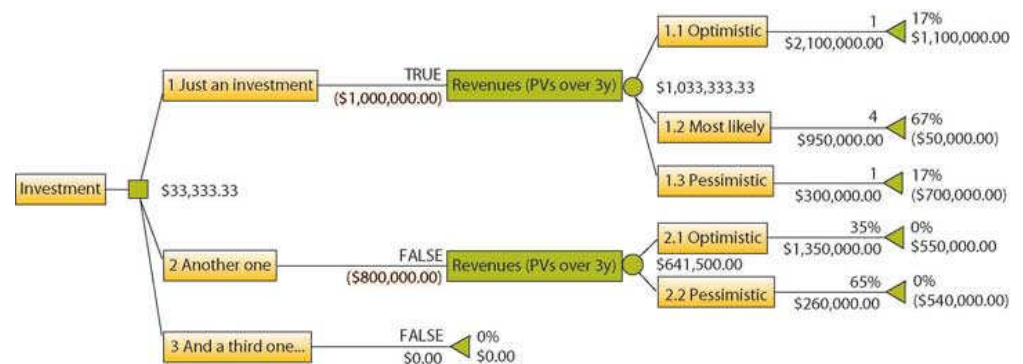 1.1 Optimistic
1
$2,100,000.00
17%
$1,100,000.00
1 Just an investment
TRUE
($1,000,000.00)
Revenues (PVs over 3y)
$1,033,333.33
1.2 Most likely
4
$950,000.00
67%
($50,000.00)
1.3 Pessimistic
1
$300,000.00
17%
($700,000.00)
Investment
$33,333.33
2.1 Optimistic
35%
$1,350,000.00
0%
$550,000.00
2 Another one
FALSE
($800,000.00)
Revenues (PVs over 3y)
$641,500.00
2.2 Pessimistic
65%
$260,000.00
0%
($540,000.00)
3 And a third one...
FALSE
$0.00
0%
$0.00